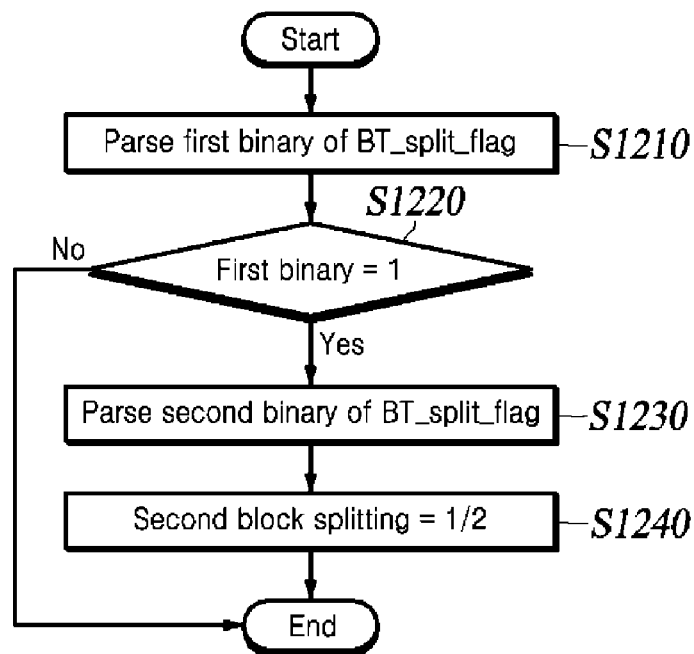 Start
Parse first binary of BT_split_flag
S1210
S1220
No
First binary = 1
Yes
Parse second binary of BT_split_flag
S1230
Second block splitting = 1/2
S1240
End